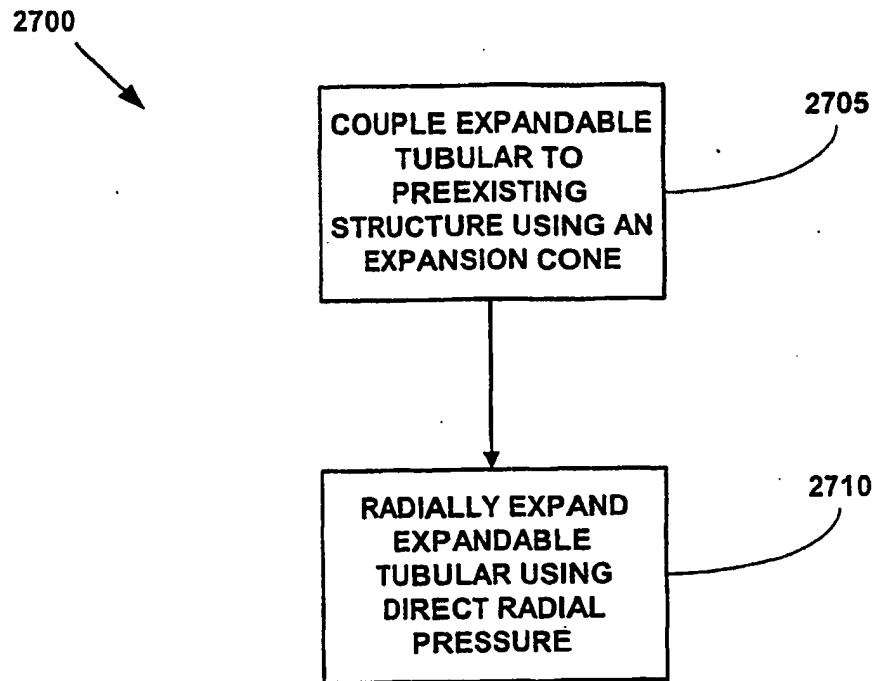 2700
2705
COUPLE EXPANDABLE
TUBULAR TO
PREEXISTING
STRUCTURE USING AN
EXPANSION CONE
2710
RADIALLY EXPAND
EXPANDABLE
TUBULAR USING
DIRECT RADIAL
PRESSURE